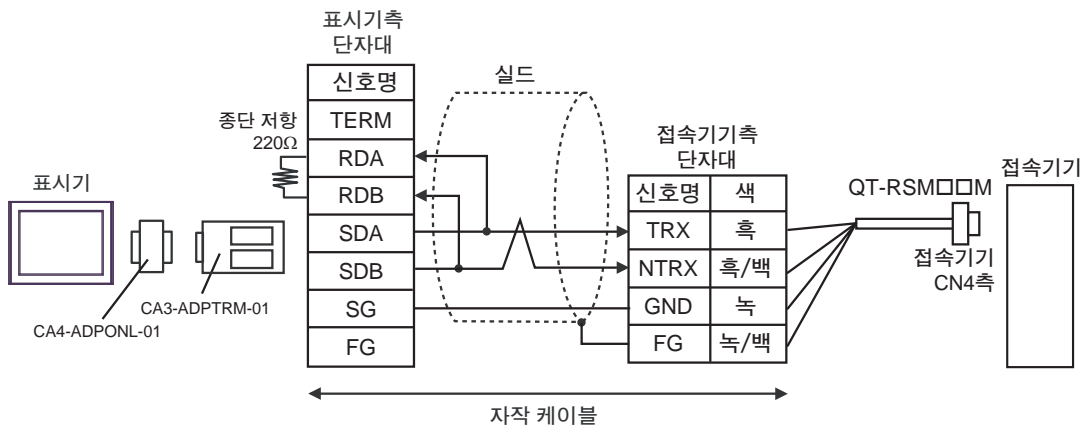 표시기측
단자대
신호명
TERM
RDA
RDB
SDA
SDB
SG
FG
종단 저항
220Ω
실드
표시기
CA3-ADPTRM-01
CA4-ADPONL-01
접속기기측
단자대
신호명 색
TRX 흑
NTRX 흑/백
GND 녹
FG 녹/백
QT-RSM□□M
접속기기
CN4측
접속기기
자작 케이블